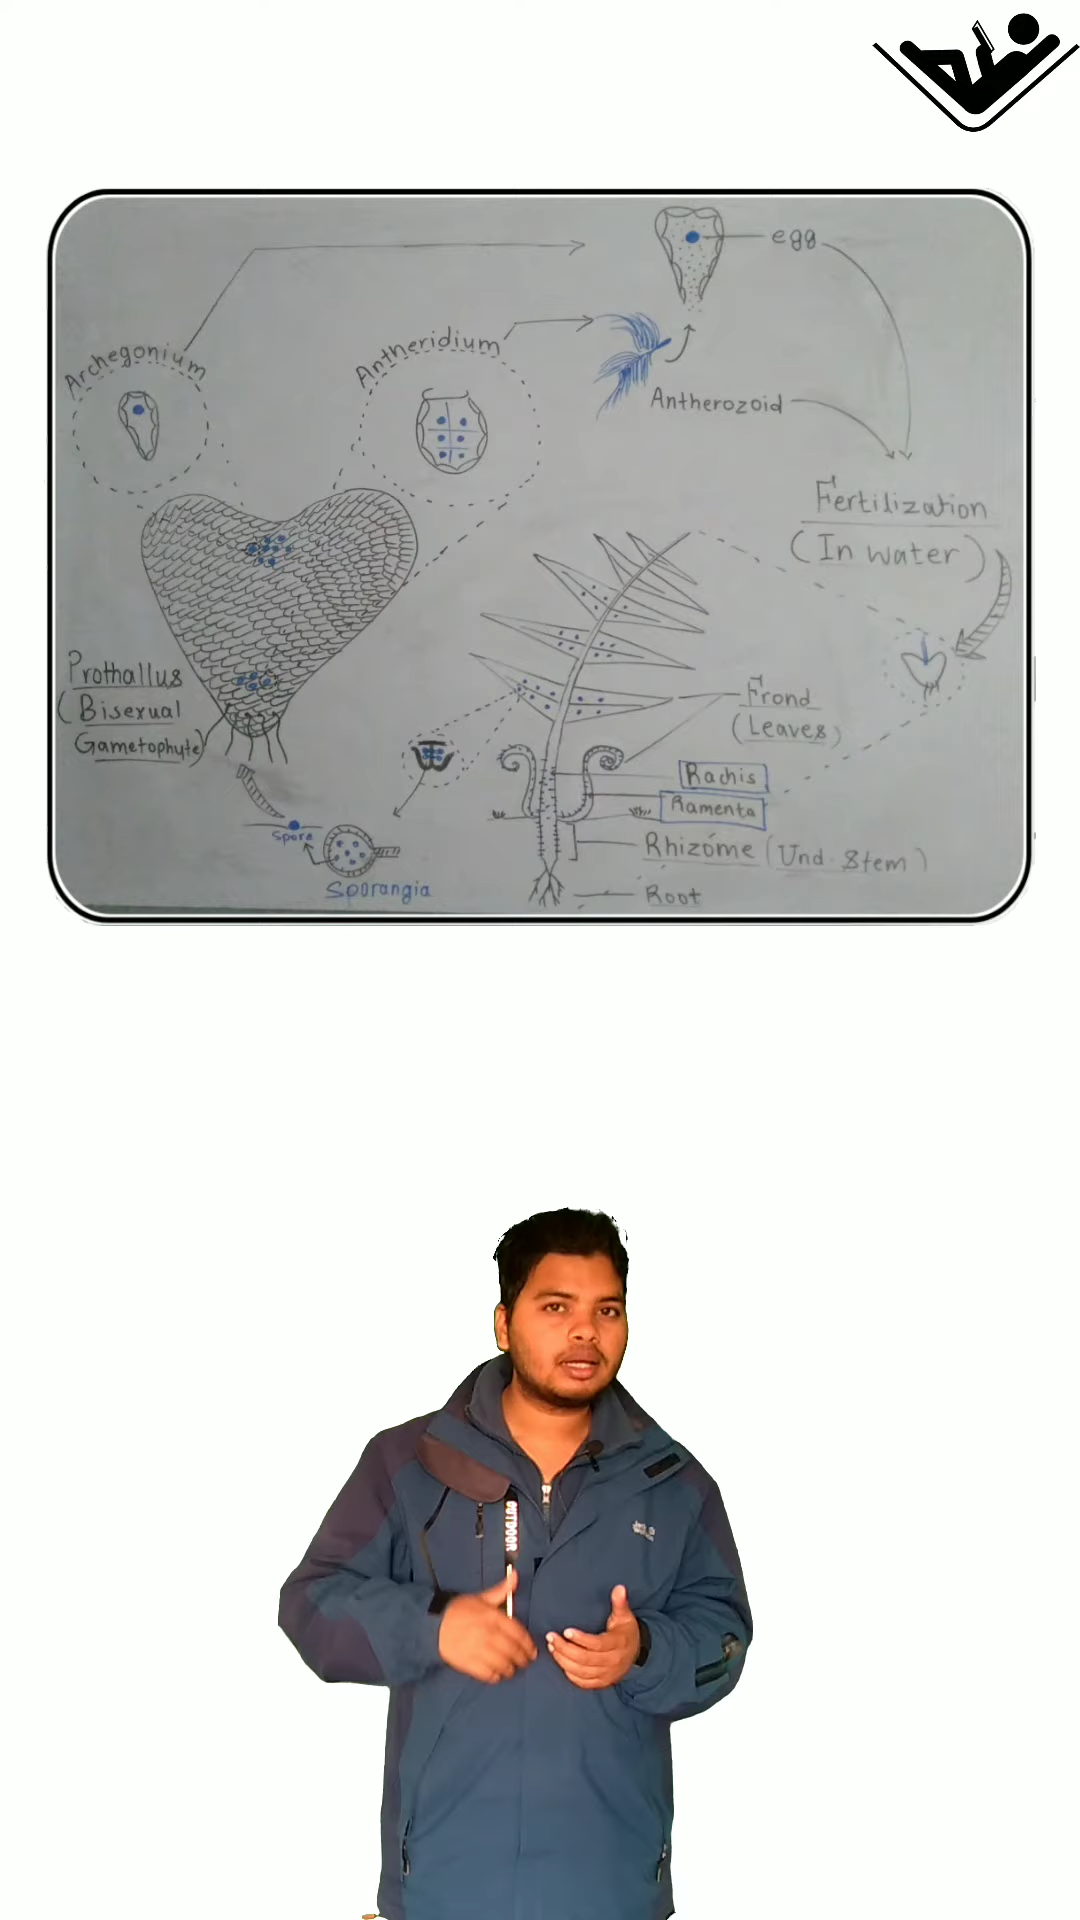 egg
Archegonium
Antheridium
Antherozoid
Fertilization
(In water)
Prothallus
(Bisexual
Gametophyte)
Frond
(Leaves)
Rachis
Ramenta
Rhizome (Und. Stem)
Root
Spore
Sporangia
OUTDOOR